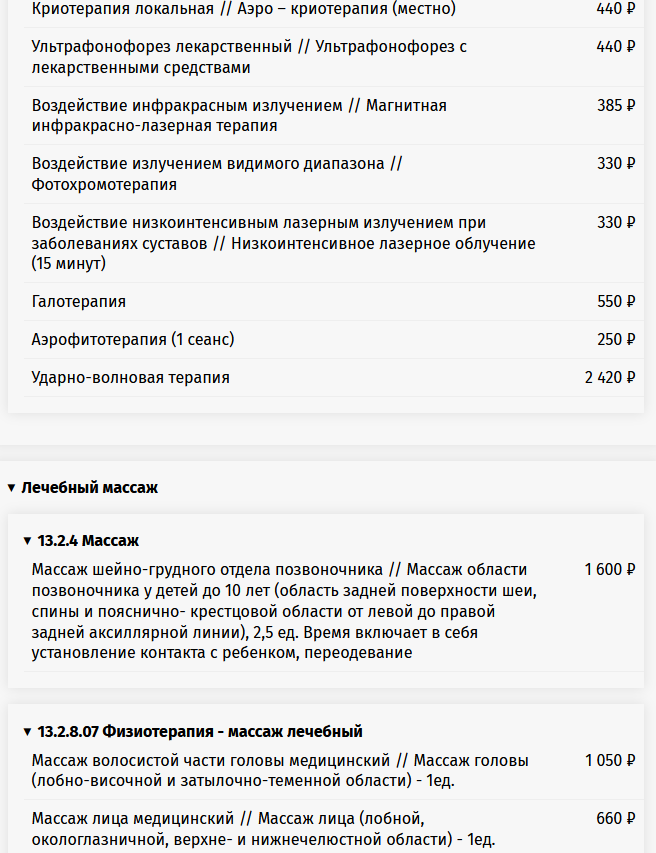 Криотерапия локальная // Аэро – криотерапия (местно)
440 ₽
Ультрафонофорез лекарственный // Ультрафонофорез с
лекарственными средствами
440 ₽
Воздействие инфракрасным излучением // Магнитная
инфракрасно-лазерная терапия
385 ₽
Воздействие излучением видимого диапазона //
Фотохромотерапия
330 ₽
Воздействие низкоинтенсивным лазерным излучением при
заболеваниях суставов // Низкоинтенсивное лазерное облучение
(15 минут)
330 ₽
Галотерапия
550 ₽
Аэрофитотерапия (1 сеанс)
250 ₽
Ударно-волновая терапия
2 420 ₽
▾ Лечебный массаж
▾ 13.2.4 Массаж
Массаж шейно-грудного отдела позвоночника // Массаж области
позвоночника у детей до 10 лет (область задней поверхности шеи,
спины и пояснично- крестцовой области от левой до правой
задней аксиллярной линии), 2,5 ед. Время включает в себя
установление контакта с ребенком, переодевание
1 600 ₽
▾ 13.2.8.07 Физиотерапия - массаж лечебный
Массаж волосистой части головы медицинский // Массаж головы
(лобно-височной и затылочно-теменной области) - 1ед.
1 050 ₽
Массаж лица медицинский // Массаж лица (лобной,
окологлазничной, верхне- и нижнечелюстной области) - 1ед.
660 ₽